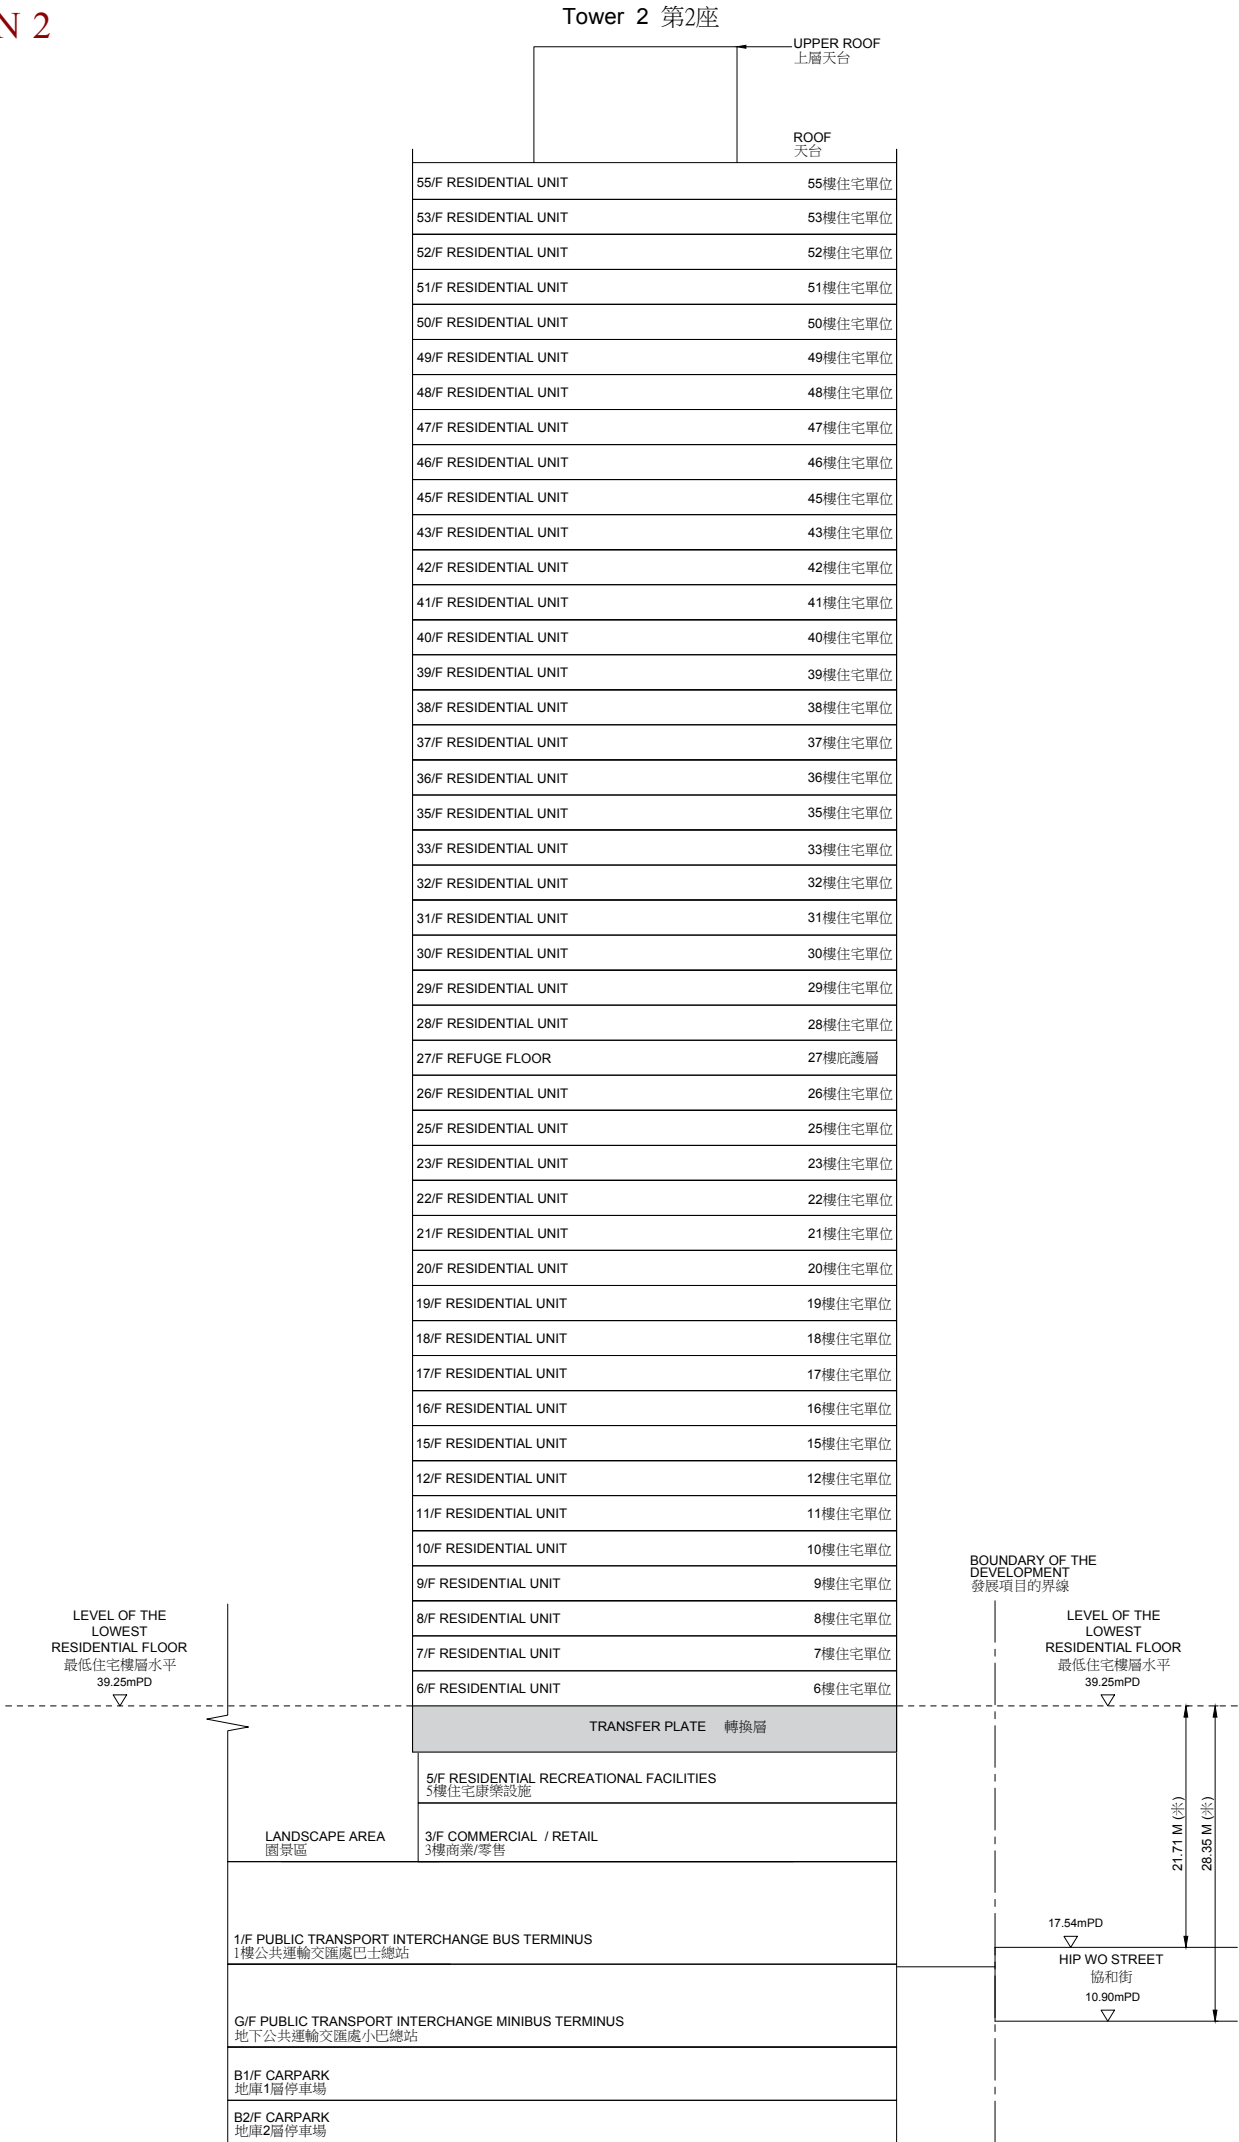 N 2
Tower 2 第2座
UPPER ROOF
上層天台
ROOF
天台
55/F RESIDENTIAL UNIT 55樓住宅單位
53/F RESIDENTIAL UNIT 53樓住宅單位
52/F RESIDENTIAL UNIT 52樓住宅單位
51/F RESIDENTIAL UNIT 51樓住宅單位
50/F RESIDENTIAL UNIT 50樓住宅單位
49/F RESIDENTIAL UNIT 49樓住宅單位
48/F RESIDENTIAL UNIT 48樓住宅單位
47/F RESIDENTIAL UNIT 47樓住宅單位
46/F RESIDENTIAL UNIT 46樓住宅單位
45/F RESIDENTIAL UNIT 45樓住宅單位
43/F RESIDENTIAL UNIT 43樓住宅單位
42/F RESIDENTIAL UNIT 42樓住宅單位
41/F RESIDENTIAL UNIT 41樓住宅單位
40/F RESIDENTIAL UNIT 40樓住宅單位
39/F RESIDENTIAL UNIT 39樓住宅單位
38/F RESIDENTIAL UNIT 38樓住宅單位
37/F RESIDENTIAL UNIT 37樓住宅單位
36/F RESIDENTIAL UNIT 36樓住宅單位
35/F RESIDENTIAL UNIT 35樓住宅單位
33/F RESIDENTIAL UNIT 33樓住宅單位
32/F RESIDENTIAL UNIT 32樓住宅單位
31/F RESIDENTIAL UNIT 31樓住宅單位
30/F RESIDENTIAL UNIT 30樓住宅單位
29/F RESIDENTIAL UNIT 29樓住宅單位
28/F RESIDENTIAL UNIT 28樓住宅單位
27/F REFUGE FLOOR 27樓庇護層
26/F RESIDENTIAL UNIT 26樓住宅單位
25/F RESIDENTIAL UNIT 25樓住宅單位
23/F RESIDENTIAL UNIT 23樓住宅單位
22/F RESIDENTIAL UNIT 22樓住宅單位
21/F RESIDENTIAL UNIT 21樓住宅單位
20/F RESIDENTIAL UNIT 20樓住宅單位
19/F RESIDENTIAL UNIT 19樓住宅單位
18/F RESIDENTIAL UNIT 18樓住宅單位
17/F RESIDENTIAL UNIT 17樓住宅單位
16/F RESIDENTIAL UNIT 16樓住宅單位
15/F RESIDENTIAL UNIT 15樓住宅單位
12/F RESIDENTIAL UNIT 12樓住宅單位
11/F RESIDENTIAL UNIT 11樓住宅單位
10/F RESIDENTIAL UNIT 10樓住宅單位
9/F RESIDENTIAL UNIT 9樓住宅單位
8/F RESIDENTIAL UNIT 8樓住宅單位
7/F RESIDENTIAL UNIT 7樓住宅單位
6/F RESIDENTIAL UNIT 6樓住宅單位
BOUNDARY OF THE
DEVELOPMENT
發展項目的界線
LEVEL OF THE
LOWEST
RESIDENTIAL FLOOR
最低住宅樓層水平
39.25mPD
LEVEL OF THE
LOWEST
RESIDENTIAL FLOOR
最低住宅樓層水平
39.25mPD
TRANSFER PLATE 轉換層
5/F RESIDENTIAL RECREATIONAL FACILITIES
5樓住宅康樂設施
LANDSCAPE AREA
園景區
3/F COMMERCIAL / RETAIL
3樓商業/零售
21.71 M (米)
28.35 M (米)
1/F PUBLIC TRANSPORT INTERCHANGE BUS TERMINUS
1樓公共運輸交匯處巴士總站
17.54mPD
HIP WO STREET
協和街
10.90mPD
G/F PUBLIC TRANSPORT INTERCHANGE MINIBUS TERMINUS
地下公共運輸交匯處小巴總站
B1/F CARPARK
地庫1層停車場
B2/F CARPARK
地庫2層停車場